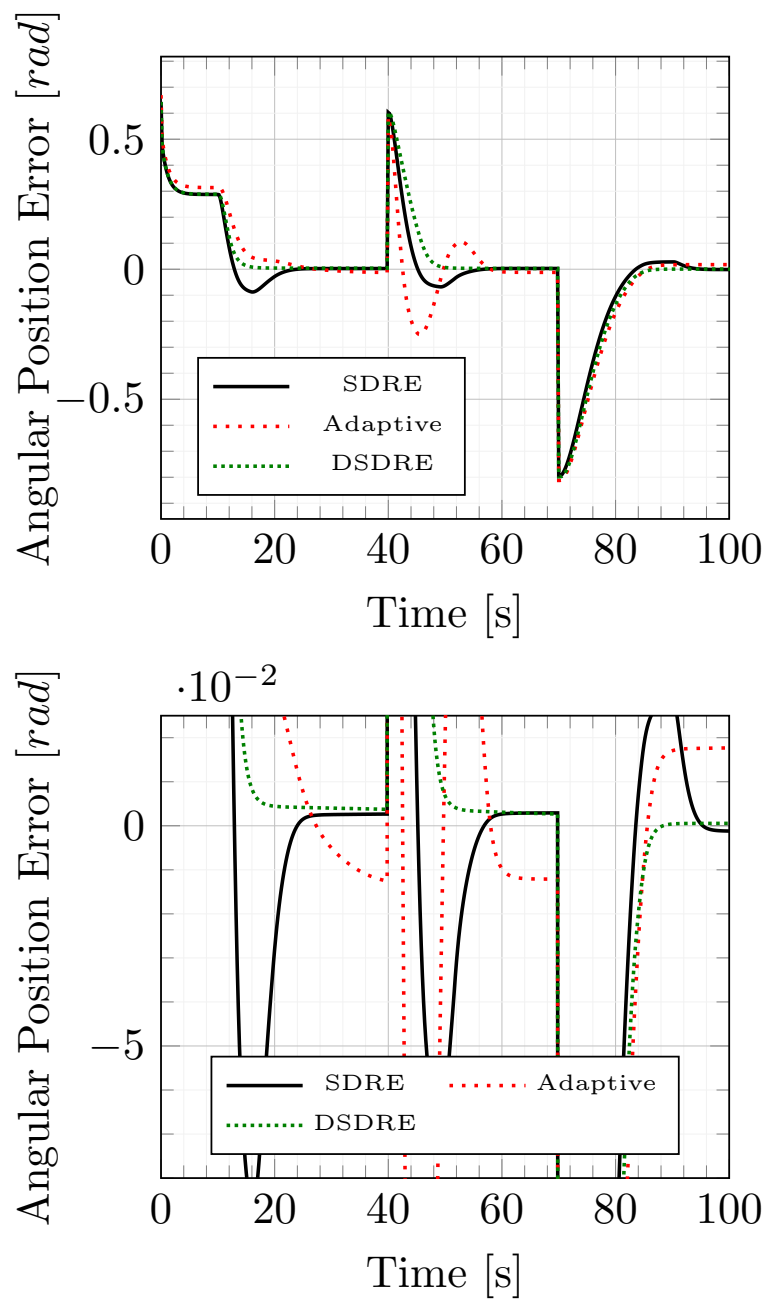 Angular Position Error [rad]
0.5
0
−0.5
SDRE
Adaptive
DSDRE
0 20 40 60 80 100
Time [s]
·10−2
Angular Position Error [rad]
0
−5
SDRE Adaptive
DSDRE
0 20 40 60 80 100
Time [s]